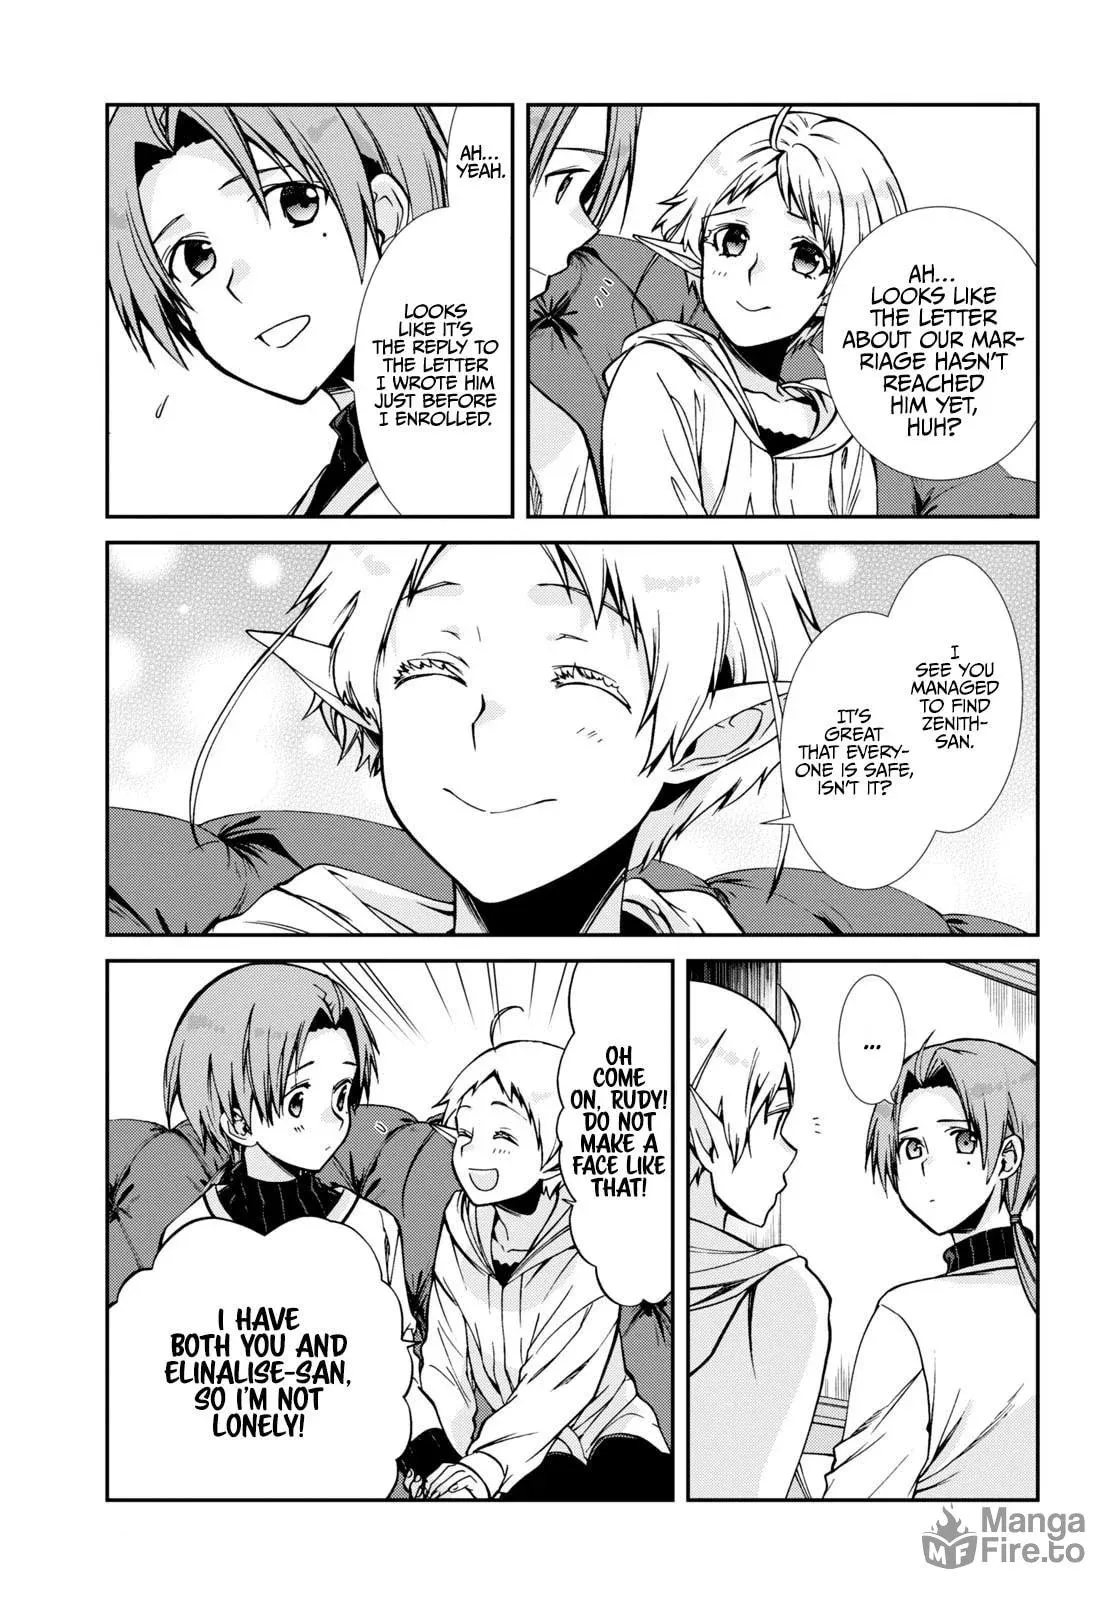 AH...
LOOKS LIKE
THE LETTER
ABOUT OUR MAR-
RIAGE HASN'T
REACHED
HIM YET,
HUH?
AH...
YEAH.
LOOKS
LIKE IT'S
THE REPLY TO
THE LETTER
I WROTE HIM
JUST BEFORE
I ENROLLED.
I
SEE YOU
MANAGED
TO FIND
ZENITH-
SAN.
IT'S
GREAT
THAT EVERY-
ONE IS SAFE,
ISN'T IT?
...
OH
COME
ON, RUDY!
DO NOT
MAKE A
FACE LIKE
THAT!
I HAVE
BOTH YOU AND
ELINALISE-SAN,
SO I'M NOT
LONELY!
MF
Manga
Fire.to